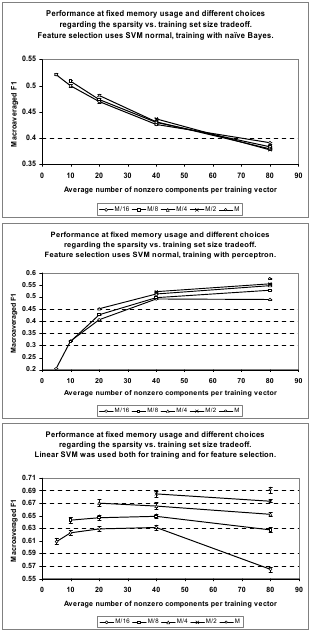 Performance at fixed memory usage and different choices
regarding the sparsity vs. training set size tradeoff.
Feature selection uses SVM normal, training with naïve Bayes.
Macroaveraged F1
0.55
0.5
0.45
0.4
0.35
0 10 20 30 40 50 60 70 80 90
Average number of nonzero components per training vector
M/16 M/8 M/4 M/2 M
Performance at fixed memory usage and different choices
regarding the sparsity vs. training set size tradeoff.
Feature selection uses SVM normal, training with perceptron.
Macroaveraged F1
0.6
0.55
0.5
0.45
0.4
0.35
0.3
0.25
0.2
0 10 20 30 40 50 60 70 80 90
Average number of nonzero components per training vector
M/16 M/8 M/4 M/2 M
Performance at fixed memory usage and different choices
regarding the sparsity vs. training set size tradeoff.
Linear SVM was used both for training and for feature selection.
Macroaveraged F1
0.71
0.69
0.67
0.65
0.63
0.61
0.59
0.57
0.55
0 10 20 30 40 50 60 70 80 90
Average number of nonzero components per training vector
M/16 M/8 M/4 M/2 M